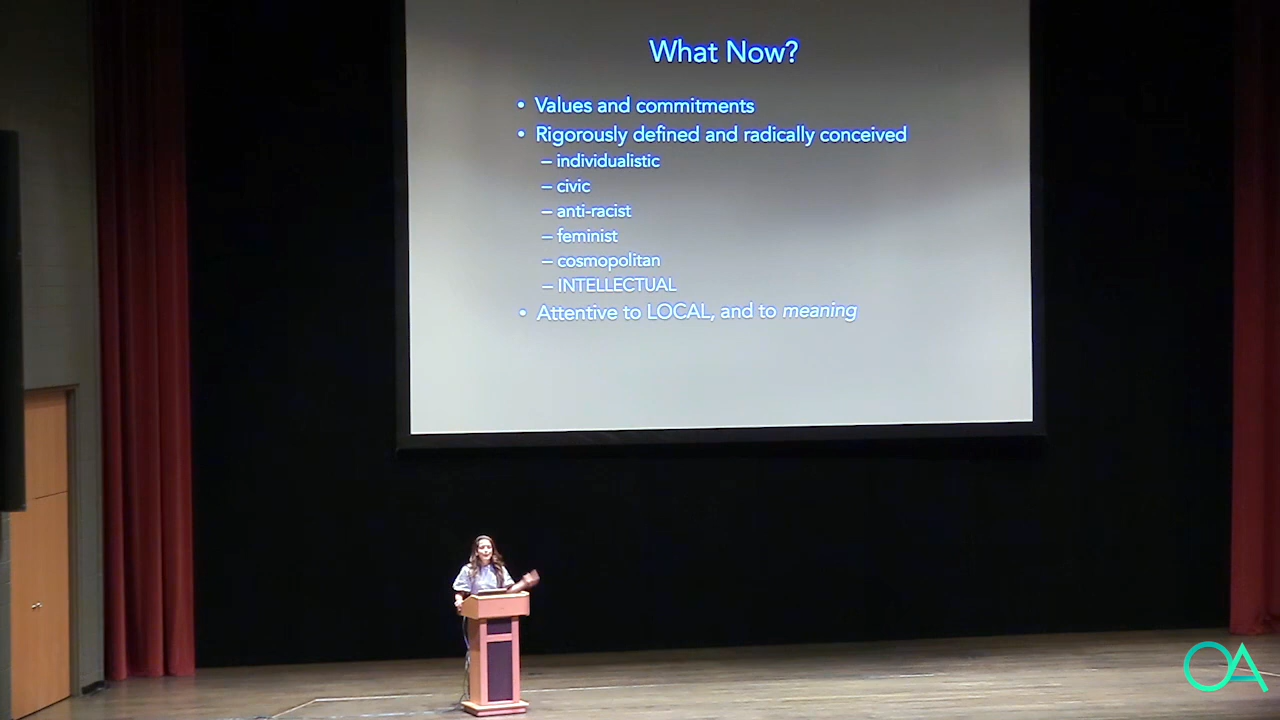 What Now?
• Values and commitments
• Rigorously defined and radically conceived
– individualistic
– civic
– anti-racist
– feminist
– cosmopolitan
– INTELLECTUAL
• Attentive to LOCAL, and to meaning
OA